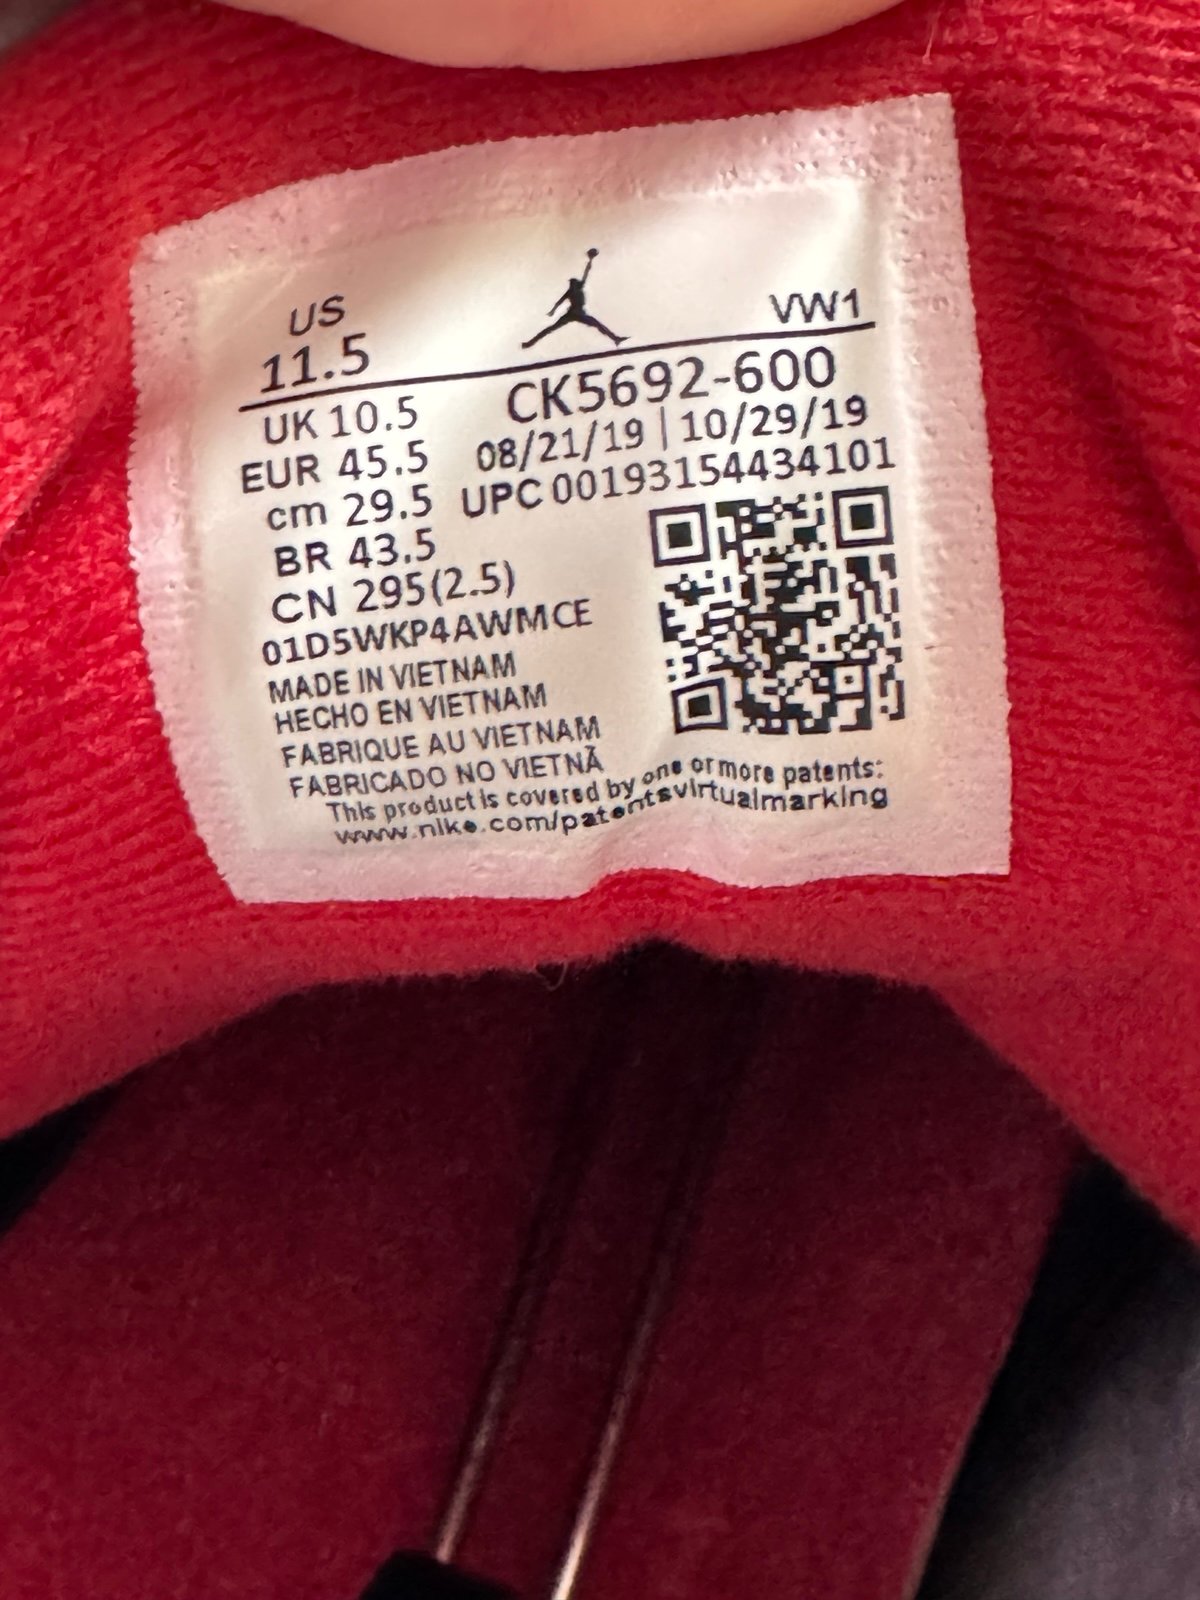 US
11.5
VW1
UK 10.5
EUR 45.5
cm 29.5
BR 43.5
CN 295(2.5)
CK5692-600
08/21/19 | 10/29/19
UPC 00193154434101
01D5WKP4AWMCE
MADE IN VIETNAM
HECHO EN VIETNAM
FABRIQUE AU VIETNAM
FABRICADO NO VIETNÃ
This product is covered by one or more patents:
www.nike.com/patentsvirtualmarking